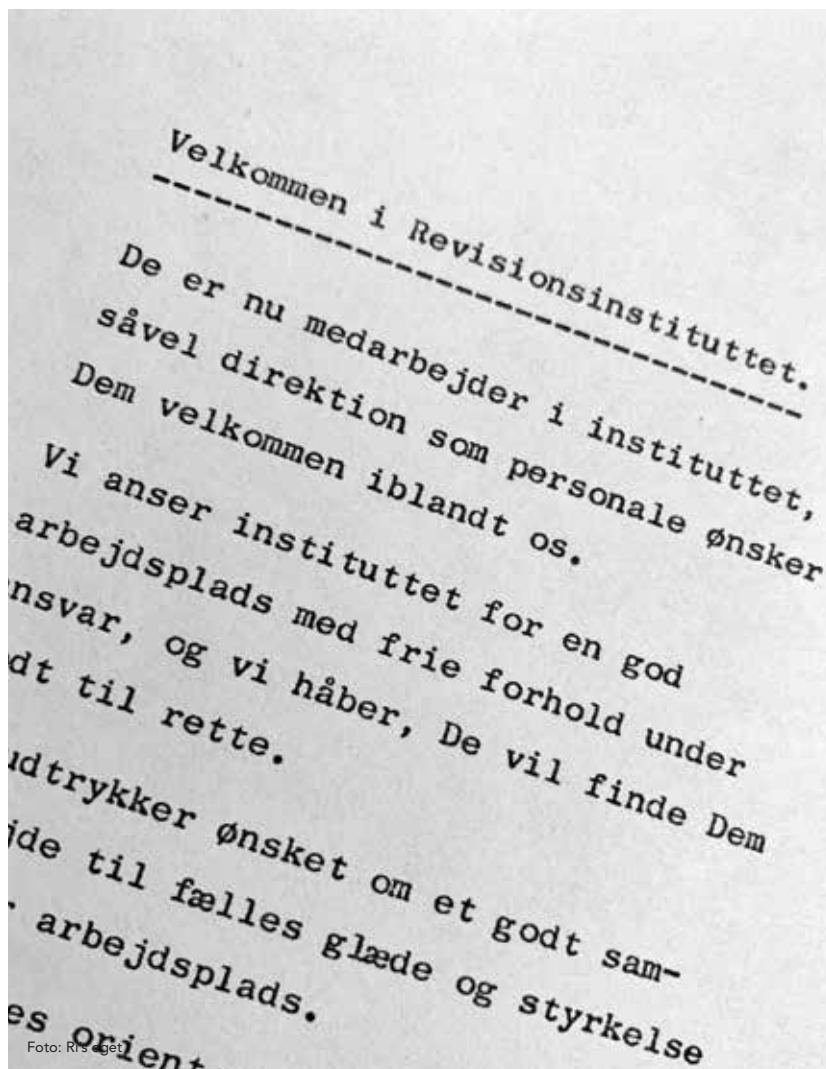 Velkommen i Revisionsinstituttet.
De er nu medarbejder i instituttet,
såvel direktion som personale ønsker
Dem velkommen iblandt os.
Vi anser instituttet for en god
arbejdsplads med frie forhold under
nsvar, og vi håber, De vil finde Dem
dt til rette.
udtrykker ønsket om et godt sam-
jde til fælles glæde og styrkelse
arbejdsplads.
es orient
Foto: RI's eget